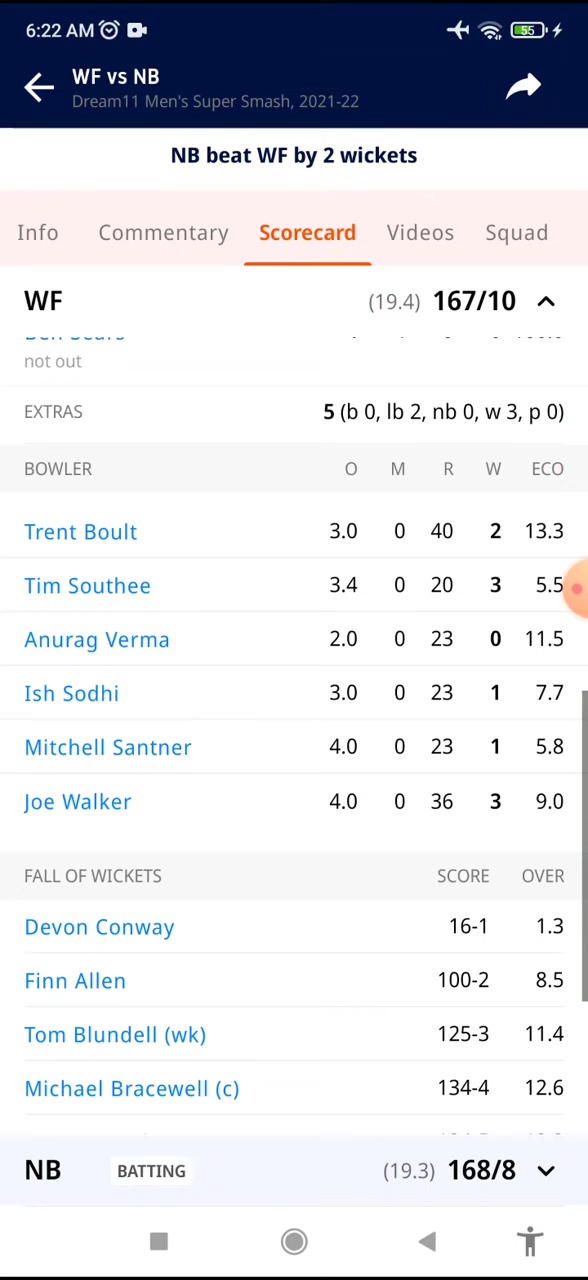 6:22 AM
55
WF vs NB
Dream11 Men's Super Smash, 2021-22
NB beat WF by 2 wickets
Info Commentary Scorecard Videos Squad
WF (19.4) 167/10
not out
EXTRAS 5 (b 0, lb 2, nb 0, w 3, p 0)
BOWLER O M R W ECO
Trent Boult 3.0 0 40 2 13.3
Tim Southee 3.4 0 20 3 5.5
Anurag Verma 2.0 0 23 0 11.5
Ish Sodhi 3.0 0 23 1 7.7
Mitchell Santner 4.0 0 23 1 5.8
Joe Walker 4.0 0 36 3 9.0
FALL OF WICKETS SCORE OVER
Devon Conway 16-1 1.3
Finn Allen 100-2 8.5
Tom Blundell (wk) 125-3 11.4
Michael Bracewell (c) 134-4 12.6
NB BATTING (19.3) 168/8